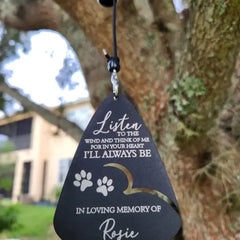 Listen
TO THE
WIND AND THINK OF ME
FOR IN YOUR HEART
I'LL ALWAYS BE
IN LOVING MEMORY OF
Rosie